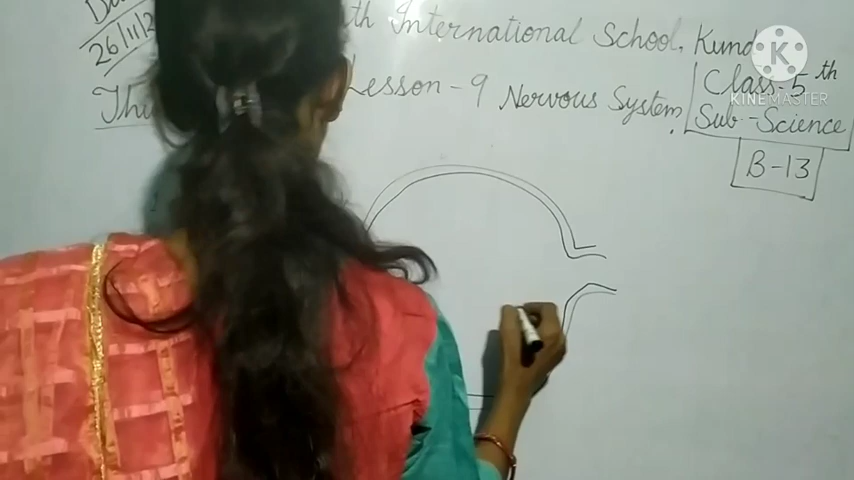 26/11/2
th International School, Kund
Class-5th
Lesson-9 Nervous System.
Sub-Science
B-13
KINEMASTER